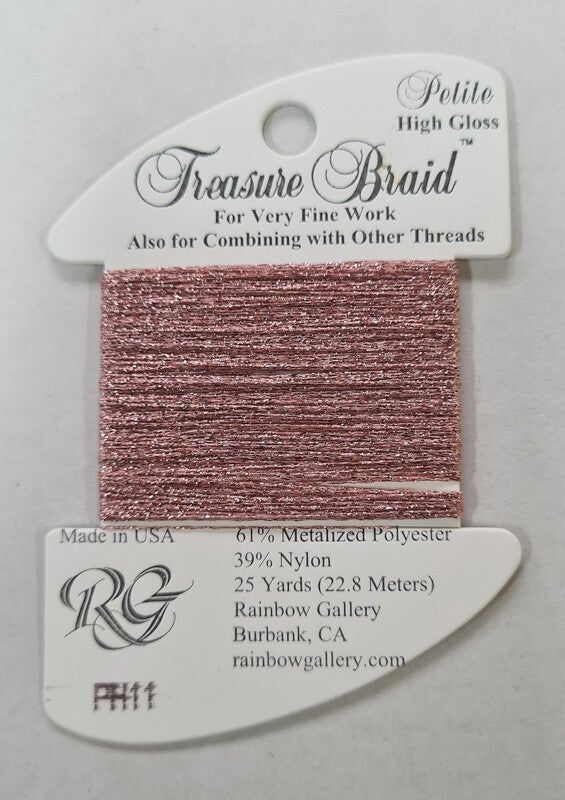 Petite
High Gloss
Treasure Braid™
For Very Fine Work
Also for Combining with Other Threads
Made in USA
61% Metalized Polyester
39% Nylon
25 Yards (22.8 Meters)
Rainbow Gallery
Burbank, CA
rainbowgallery.com
RG
PH11